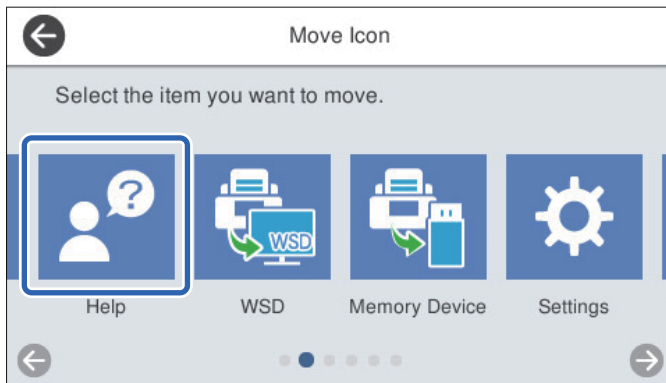 Move Icon
Select the item you want to move.
?
WSD
Help
WSD
Memory Device
Settings